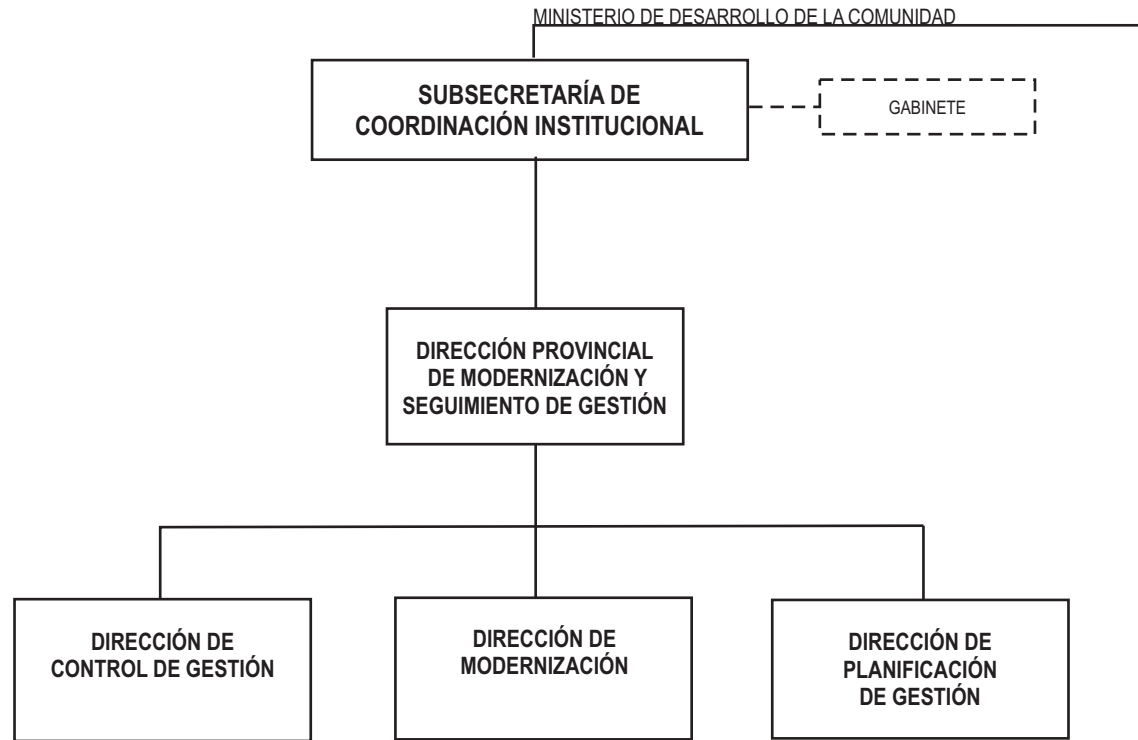 MINISTERIO DE DESARROLLO DE LA COMUNIDAD
SUBSECRETARÍA DE
COORDINACIÓN INSTITUCIONAL
GABINETE
DIRECCIÓN PROVINCIAL
DE MODERNIZACIÓN Y
SEGUIMIENTO DE GESTIÓN
DIRECCIÓN DE
CONTROL DE GESTIÓN
DIRECCIÓN DE
MODERNIZACIÓN
DIRECCIÓN DE
PLANIFICACIÓN
DE GESTIÓN